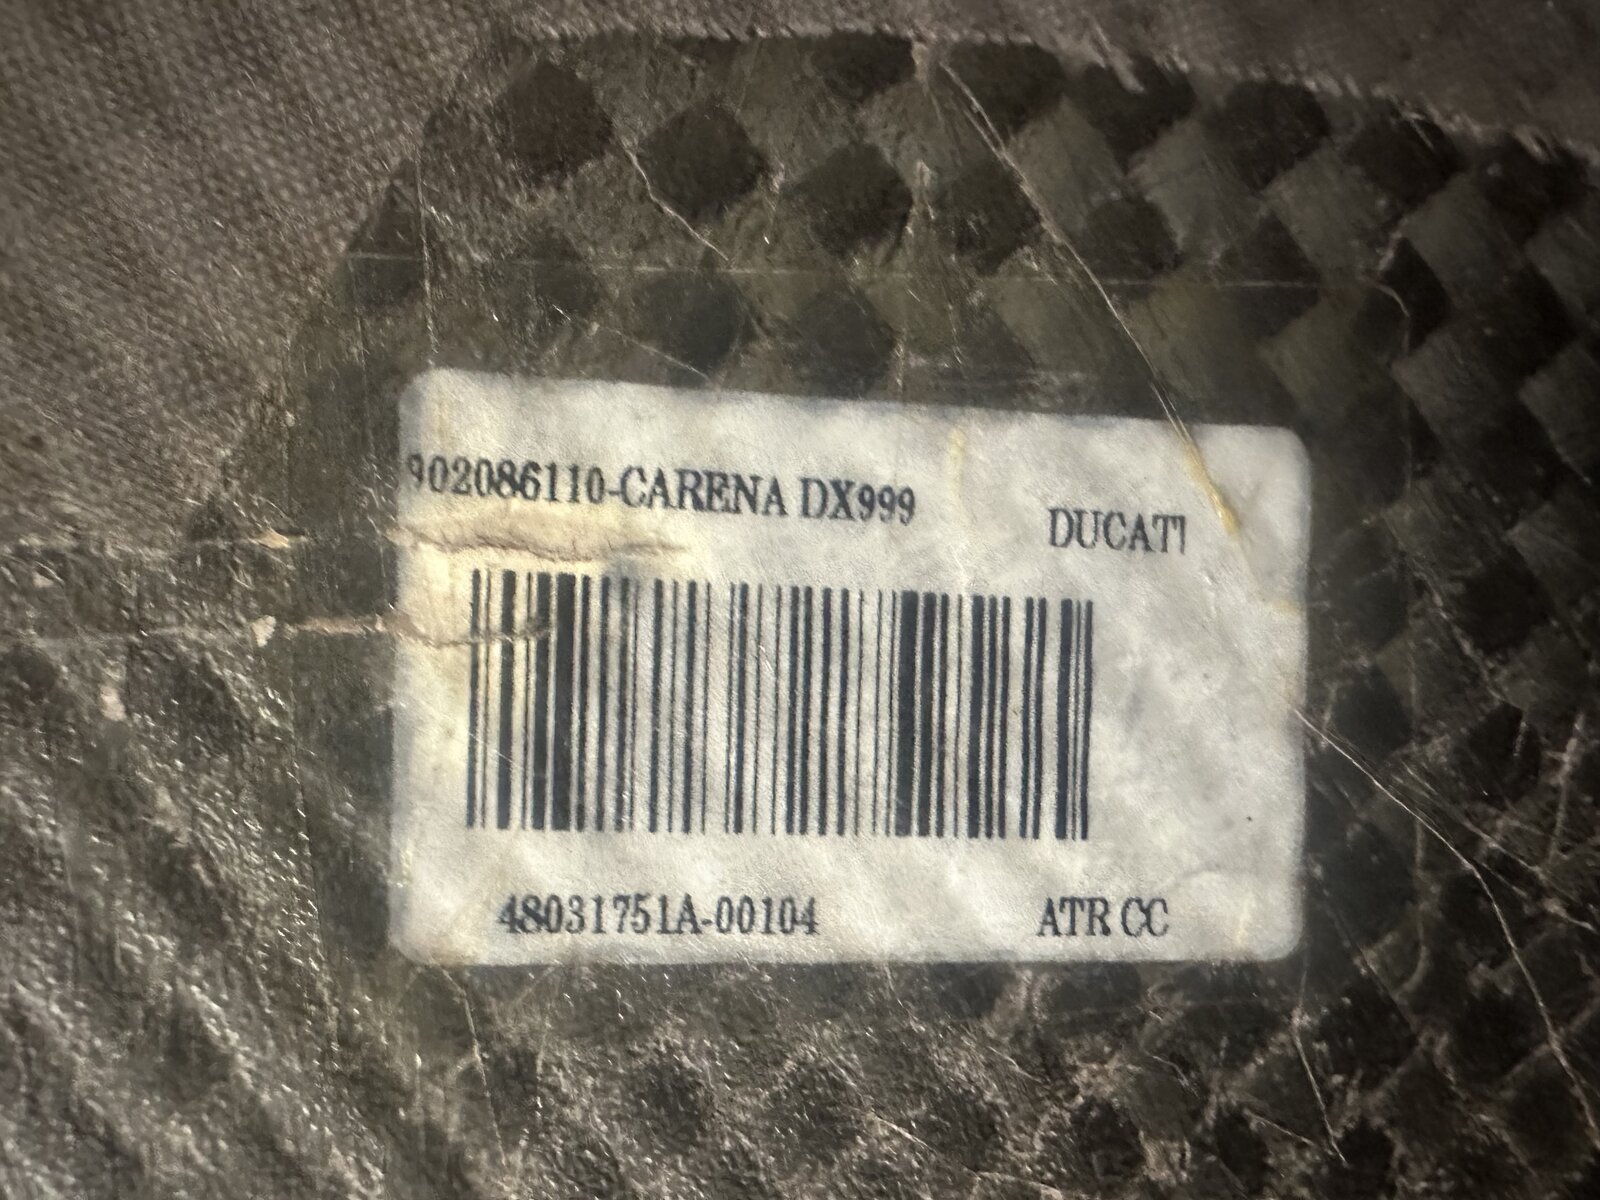 902086110-CARENA DX999
DUCATI
48031751A-00104
ATR CC